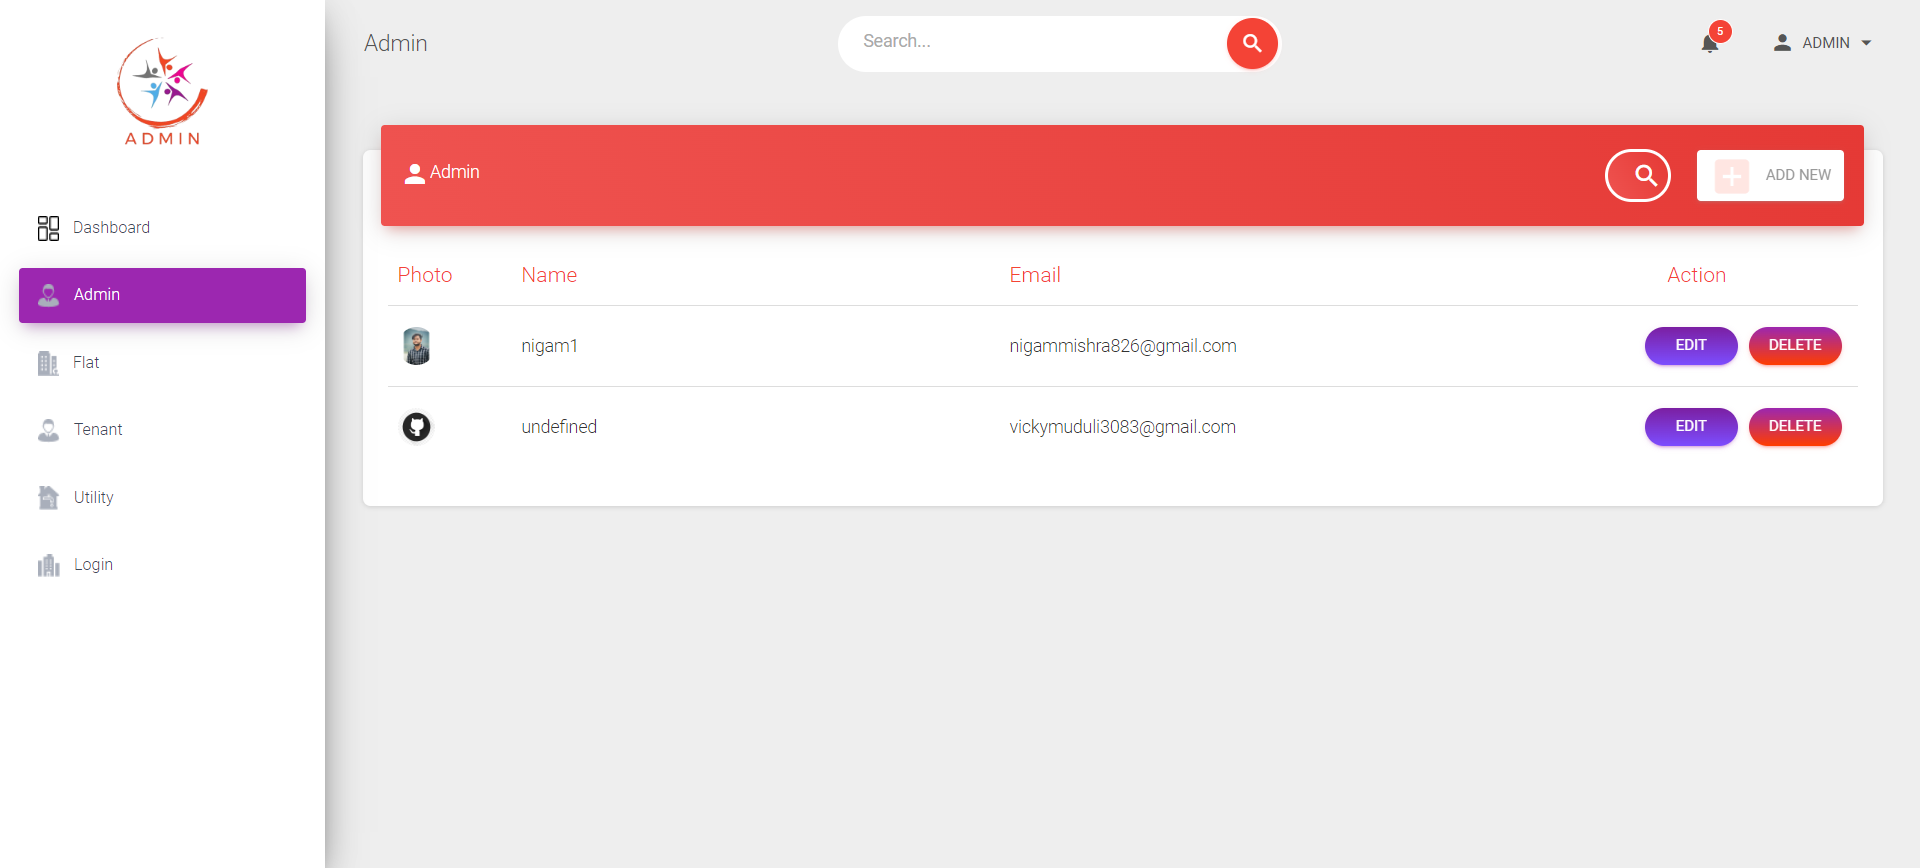 ADMIN
Dashboard
Admin
Flat
Tenant
Utility
Login
Admin
Search...
5
ADMIN
Admin
ADD NEW
Photo Name Email Action
nigam1 nigammishra826@gmail.com EDIT DELETE
undefined vickymuduli3083@gmail.com EDIT DELETE